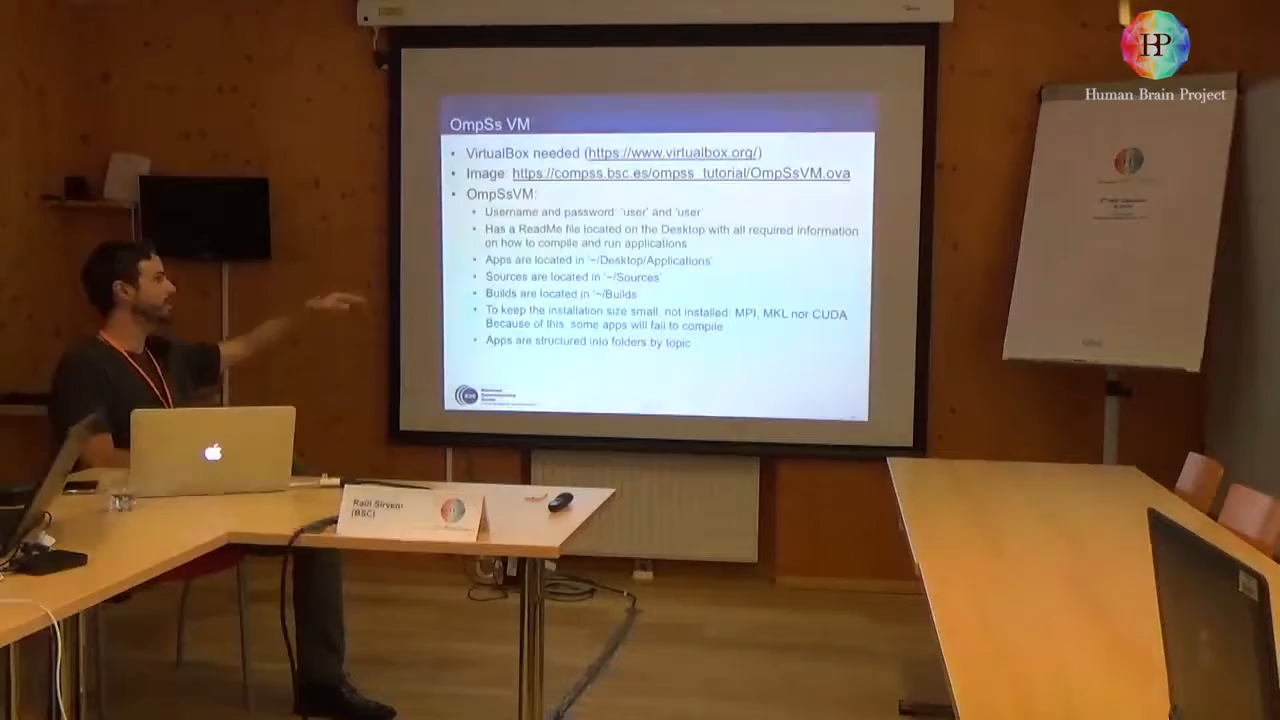 HP
Human Brain Project
OmpSs VM
• VirtualBox needed (https://www.virtualbox.org/)
• Image: https://compss.bsc.es/ompss_tutorial/OmpSsVM.ova
• OmpSsVM:
• Username and password: 'user' and 'user'
• Has a ReadMe file located on the Desktop with all required information
on how to compile and run applications
• Apps are located in '~/Desktop/Applications'
• Sources are located in '~/Sources'
• Builds are located in '~/Builds
• To keep the installation size small, not installed: MPI, MKL nor CUDA
Because of this, some apps will fail to compile
• Apps are structured into folders by topic
Raül Sirvent
(BSC)